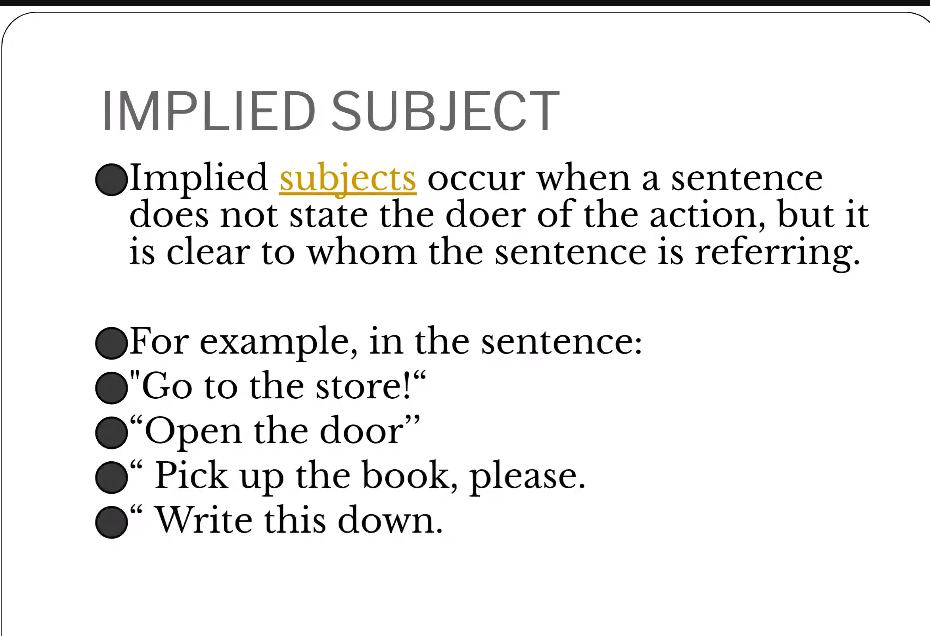 IMPLIED SUBJECT
●Implied subjects occur when a sentence
does not state the doer of the action, but it
is clear to whom the sentence is referring.
●For example, in the sentence:
●"Go to the store!“
●“Open the door’’
●“ Pick up the book, please.
●“ Write this down.